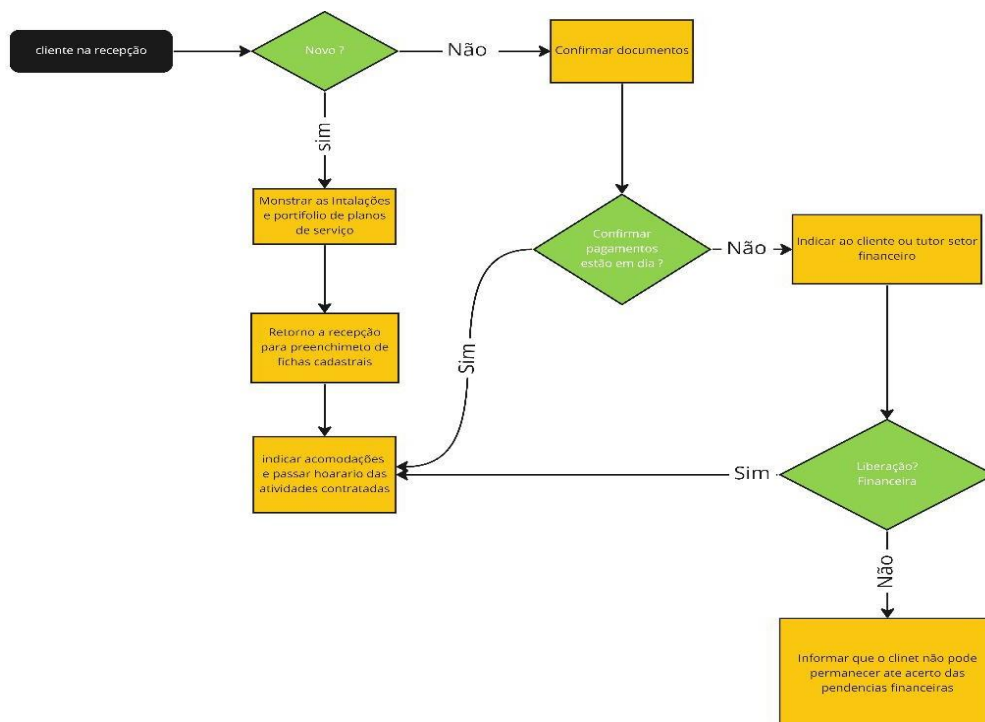 cliente na recepção
Novo ?
Não
Confirmar documentos
sim
Monstrar as Intalações
e portifolio de planos
de serviço
Confirmar
pagamentos
estão em dia ?
Não
Indicar ao cliente ou tutor setor
financeiro
Retorno a recepção
para preenchimeto de
fichas cadastrais
Sim
indicar acomodações
e passar hoarario das
atividades contratadas
Sim
Liberação?
Financeira
Não
Informar que o clinet não pode
permanecer ate acerto das
pendencias financeiras